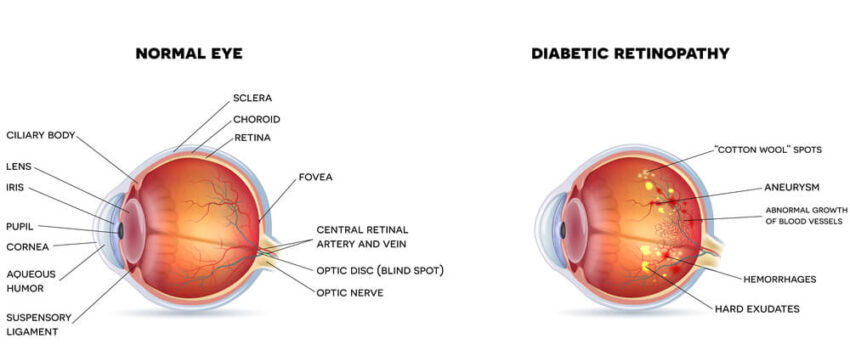 NORMAL EYE
SCLERA
CHOROID
RETINA
CILIARY BODY
LENS
IRIS
PUPIL
CORNEA
AQUEOUS
HUMOR
SUSPENSORY
LIGAMENT
FOVEA
CENTRAL RETINAL
ARTERY AND VEIN
OPTIC DISC (BLIND SPOT)
OPTIC NERVE
DIABETIC RETINOPATHY
"COTTON WOOL" SPOTS
ANEURYSM
ABNORMAL GROWTH
OF BLOOD VESSELS
HEMORRHAGES
HARD EXUDATES